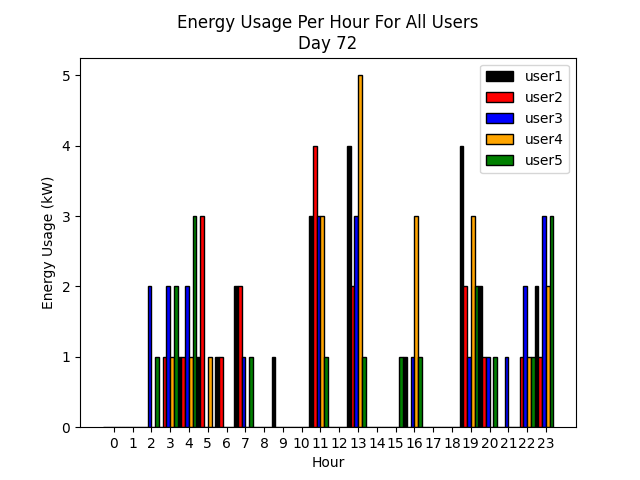 Energy Usage Per Hour For All Users
Day 72
user1
user2
user3
user4
user5
Energy Usage (kW)
5
4
3
2
1
0
0 1 2 3 4 5 6 7 8 9 10 11 12 13 14 15 16 17 18 19 20 21 22 23
Hour